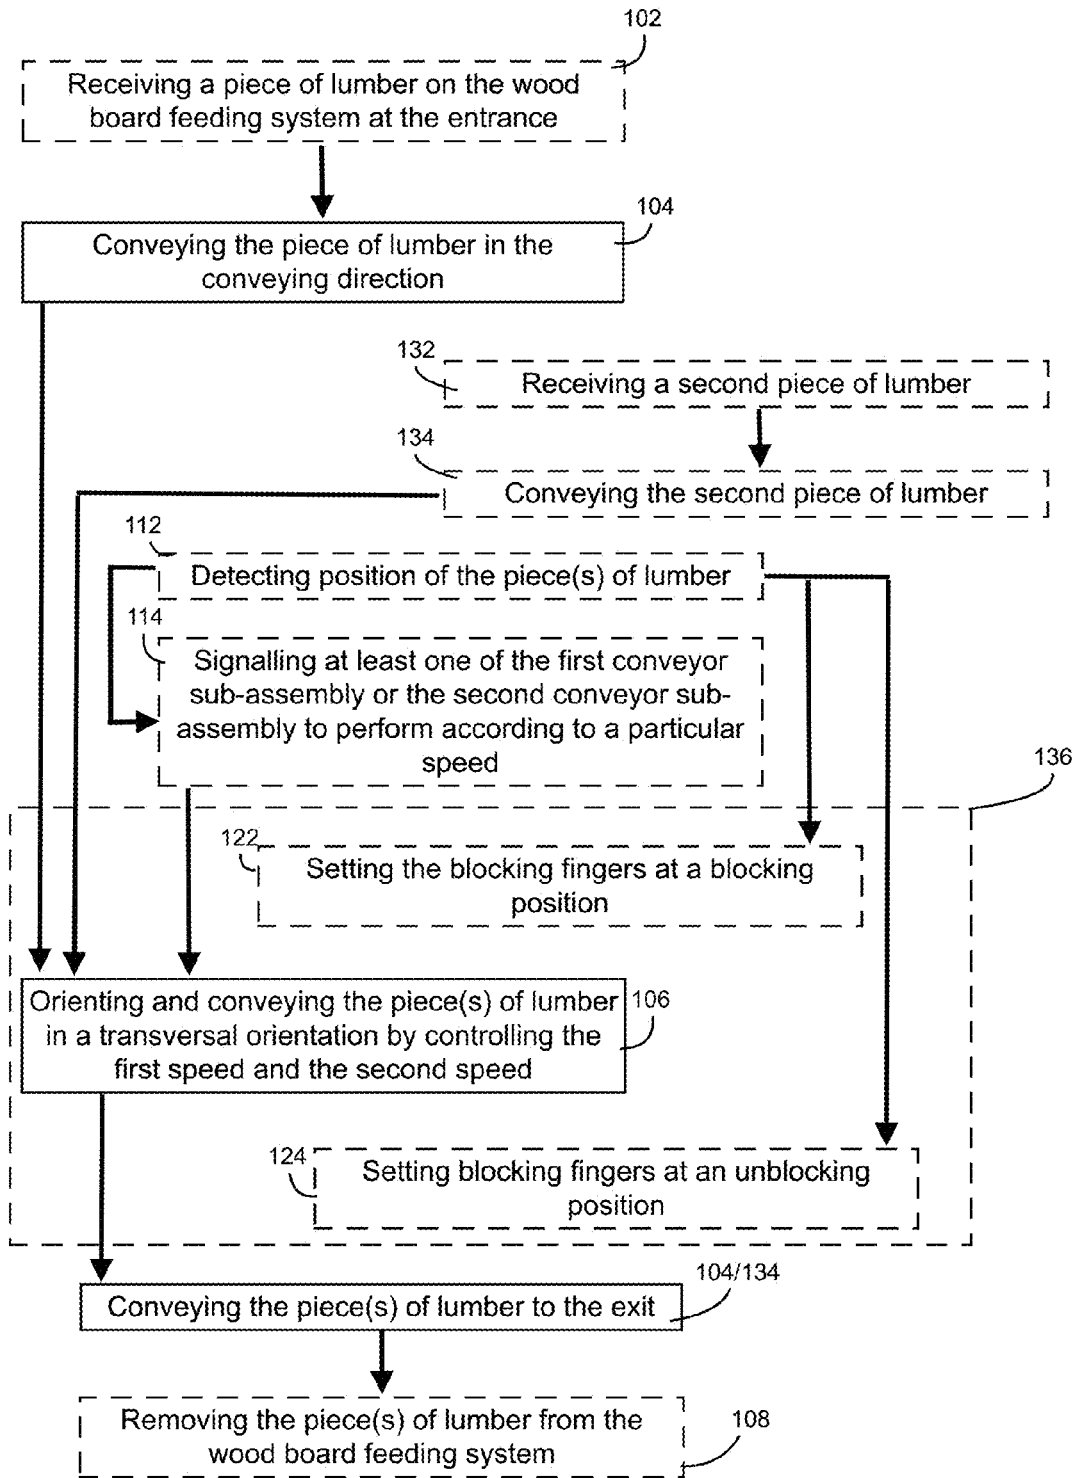 102
Receiving a piece of lumber on the wood
board feeding system at the entrance
104
Conveying the piece of lumber in the
conveying direction
132
Receiving a second piece of lumber
134
Conveying the second piece of lumber
112
Detecting position of the piece(s) of lumber
114
Signalling at least one of the first conveyor
sub-assembly or the second conveyor sub-
assembly to perform according to a particular
speed
136
122
Setting the blocking fingers at a blocking
position
Orienting and conveying the piece(s) of lumber
in a transversal orientation by controlling the
first speed and the second speed
106
124
Setting blocking fingers at an unblocking
position
104/134
Conveying the piece(s) of lumber to the exit
Removing the piece(s) of lumber from the
wood board feeding system
108